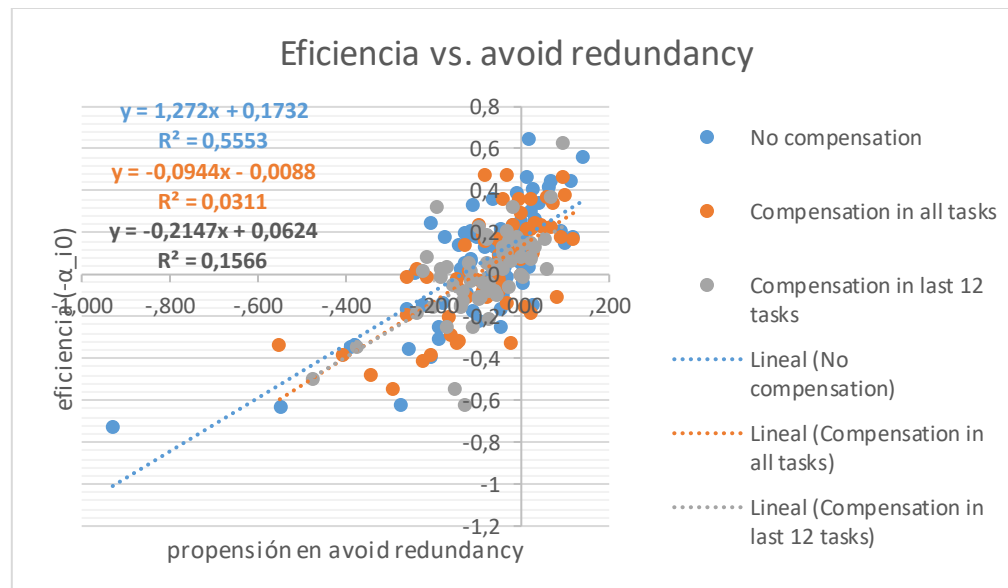 Eficiencia vs. avoid redundancy
y = 1,272x + 0,1732
R² = 0,5553
y = -0,0944x - 0,0088
R² = 0,0311
y = -0,2147x + 0,0624
R² = 0,1566
0,8
0,6
0,4
0,2
0
-0,2
-0,4
-0,6
-0,8
-1
-1,2
-1,000
-,800
-,600
-,400
-,200
,000
,200
eficiencia (-α_i0)
propensión en avoid redundancy
No compensation
Compensation in all tasks
Compensation in last 12
tasks
Lineal (No
compensation)
Lineal (Compensation in
all tasks)
Lineal (Compensation in
last 12 tasks)